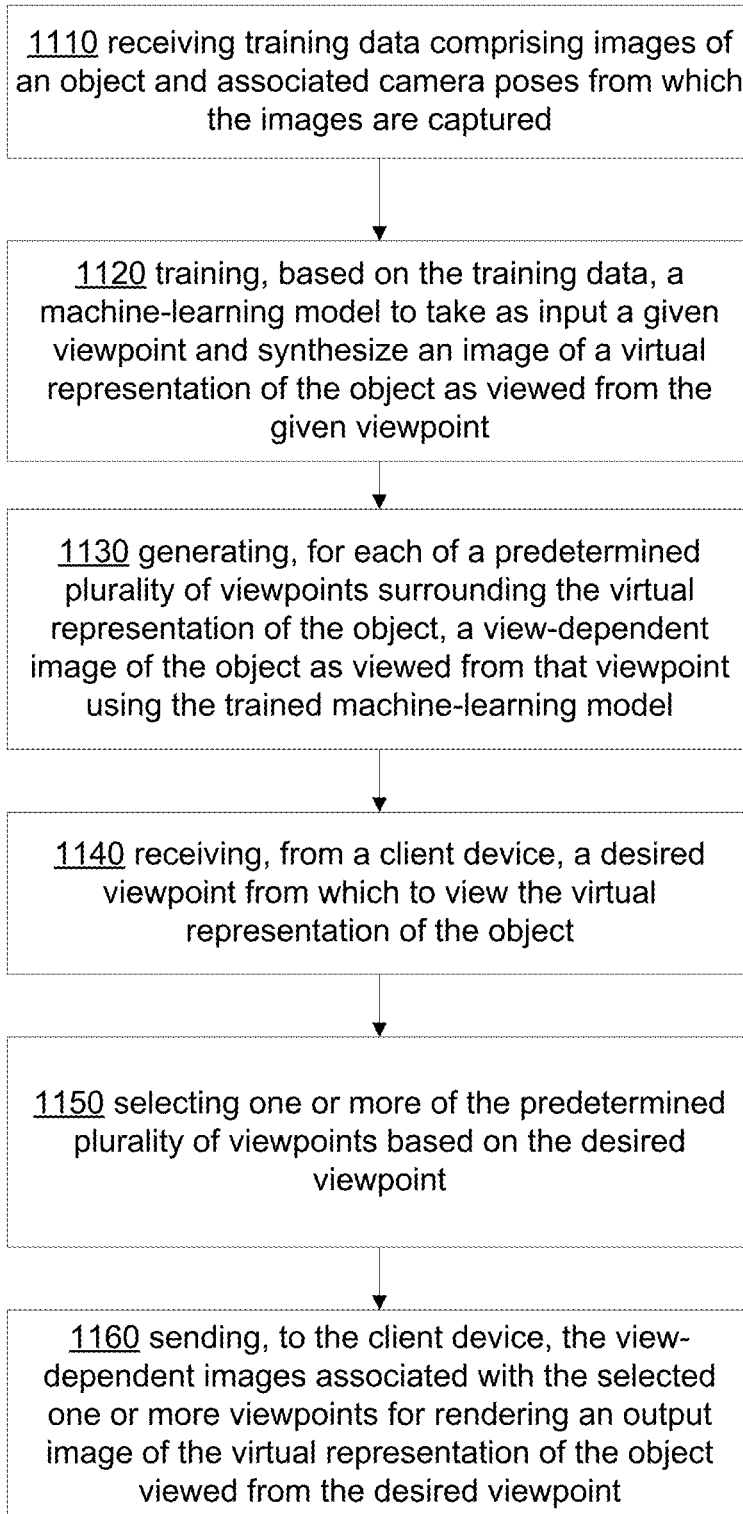 1110 receiving training data comprising images of
an object and associated camera poses from which
the images are captured
1120 training, based on the training data, a
machine-learning model to take as input a given
viewpoint and synthesize an image of a virtual
representation of the object as viewed from the
given viewpoint
1130 generating, for each of a predetermined
plurality of viewpoints surrounding the virtual
representation of the object, a view-dependent
image of the object as viewed from that viewpoint
using the trained machine-learning model
1140 receiving, from a client device, a desired
viewpoint from which to view the virtual
representation of the object
1150 selecting one or more of the predetermined
plurality of viewpoints based on the desired
viewpoint
1160 sending, to the client device, the view-
dependent images associated with the selected
one or more viewpoints for rendering an output
image of the virtual representation of the object
viewed from the desired viewpoint